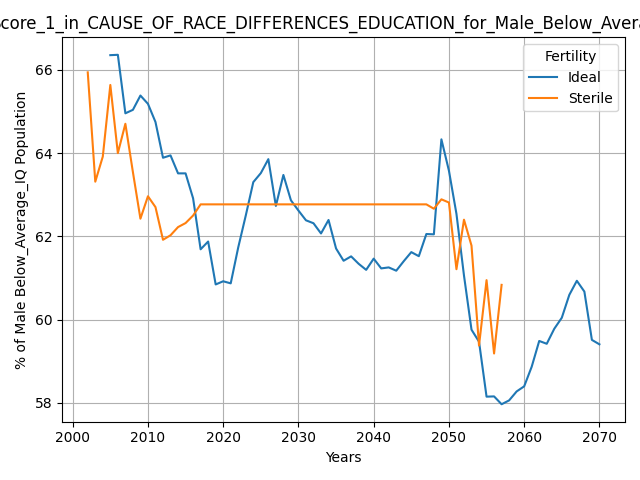 score_1_in_CAUSE_OF_RACE_DIFFERENCES_EDUCATION_for_Male_Below_Avera
Fertility
Ideal
Sterile
% of Male Below_Average_IQ Population
66
64
62
60
58
2000 2010 2020 2030 2040 2050 2060 2070
Years